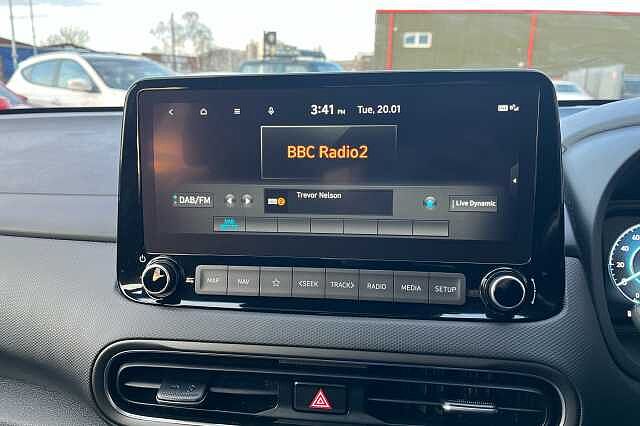 3:41 PM Tue, 20.01
BBC Radio2
DAB/FM
Trevor Nelson
Live Dynamic
MAP NAV <SEEK TRACK> RADIO MEDIA SETUP